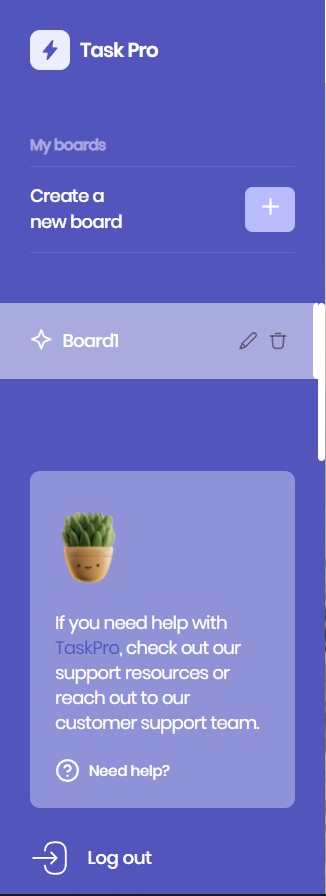 Task Pro
My boards
Create a
new board
Board1
If you need help with
TaskPro, check out our
support resources or
reach out to our
customer support team.
Need help?
Log out